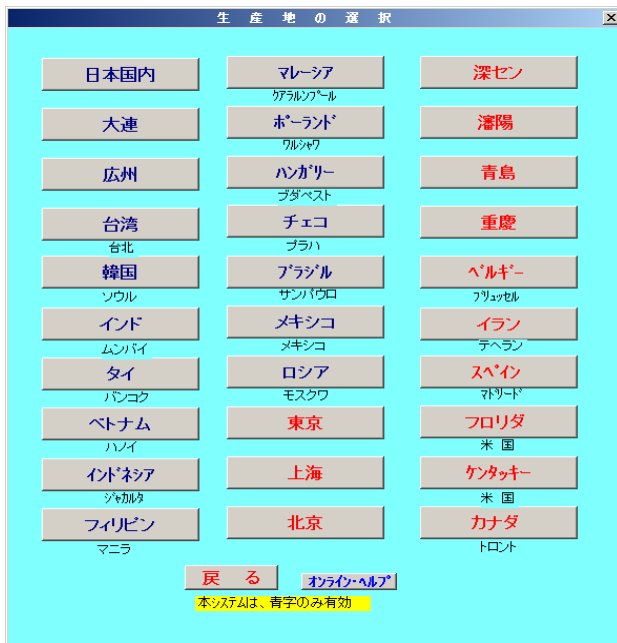 生産地の選択
日本国内
大連
広州
台湾
台北
韓国
ソウル
インド
ムンバイ
タイ
バンコク
ベトナム
ハノイ
インドネシア
ジャカルタ
フィリピン
マニラ
マレーシア
クアラルンプール
ポーランド
ワルシャワ
ハンガリー
ブダペスト
チェコ
プラハ
ブラジル
サンパウロ
メキシコ
メキシコ
ロシア
モスクワ
東京
上海
北京
深セン
瀋陽
青島
重慶
ベルギー
ブリュッセル
イラン
テヘラン
スペイン
マドリード
フロリダ
米国
ケンタッキー
米国
カナダ
トロント
戻る
オンライン・ヘルプ
本システムは、青字のみ有効